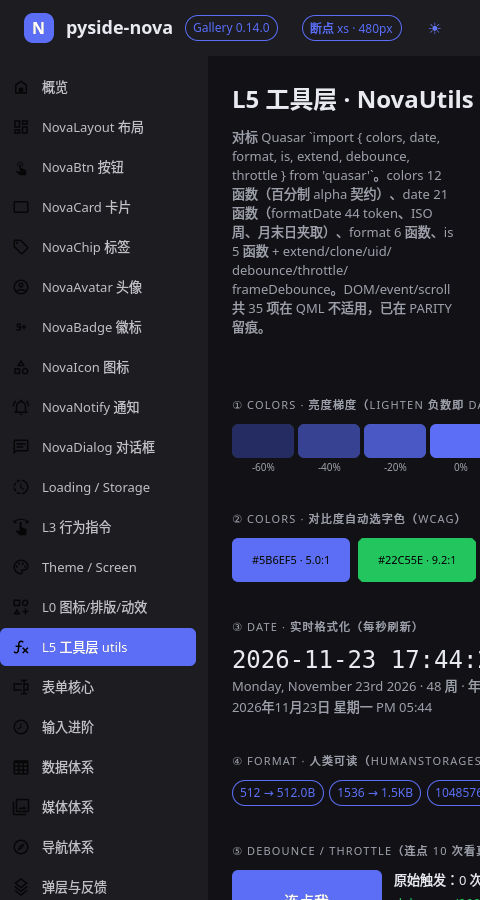 N pyside-nova Gallery 0.14.0 断点 xs · 480px
概览
NovaLayout 布局
NovaBtn 按钮
NovaCard 卡片
NovaChip 标签
NovaAvatar 头像
9+ NovaBadge 徽标
NovaIcon 图标
NovaNotify 通知
NovaDialog 对话框
Loading / Storage
L3 行为指令
Theme / Screen
L0 图标/排版/动效
L5 工具层 utils
表单核心
输入进阶
数据体系
媒体体系
导航体系
弹层与反馈
L5 工具层 · NovaUtils
对标 Quasar `import { colors, date,
format, is, extend, debounce,
throttle } from 'quasar'`。colors 12
函数（百分制 alpha 契约）、date 21
函数（formatDate 44 token、ISO
周、月末日夹取）、format 6 函数、is
5 函数 + extend/clone/uid/
debounce/throttle/
frameDebounce。DOM/event/scroll
共 35 项在 QML 不适用，已在 PARITY
留痕。
① COLORS · 亮度梯度（LIGHTEN 负数即 DA
-60% -40% -20% 0%
② COLORS · 对比度自动选字色（WCAG）
#5B6EF5 · 5.0:1 #22C55E · 9.2:1
③ DATE · 实时格式化（每秒刷新）
2026-11-23 17:44:
Monday, November 23rd 2026 · 48 周 · 年
2026年11月23日 星期一 PM 05:44
④ FORMAT · 人类可读（HUMANSTORAGES
512 → 512.0B 1536 → 1.5KB 1048576
⑤ DEBOUNCE / THROTTLE（连点 10 次看真
连点我
原始触发：0 次